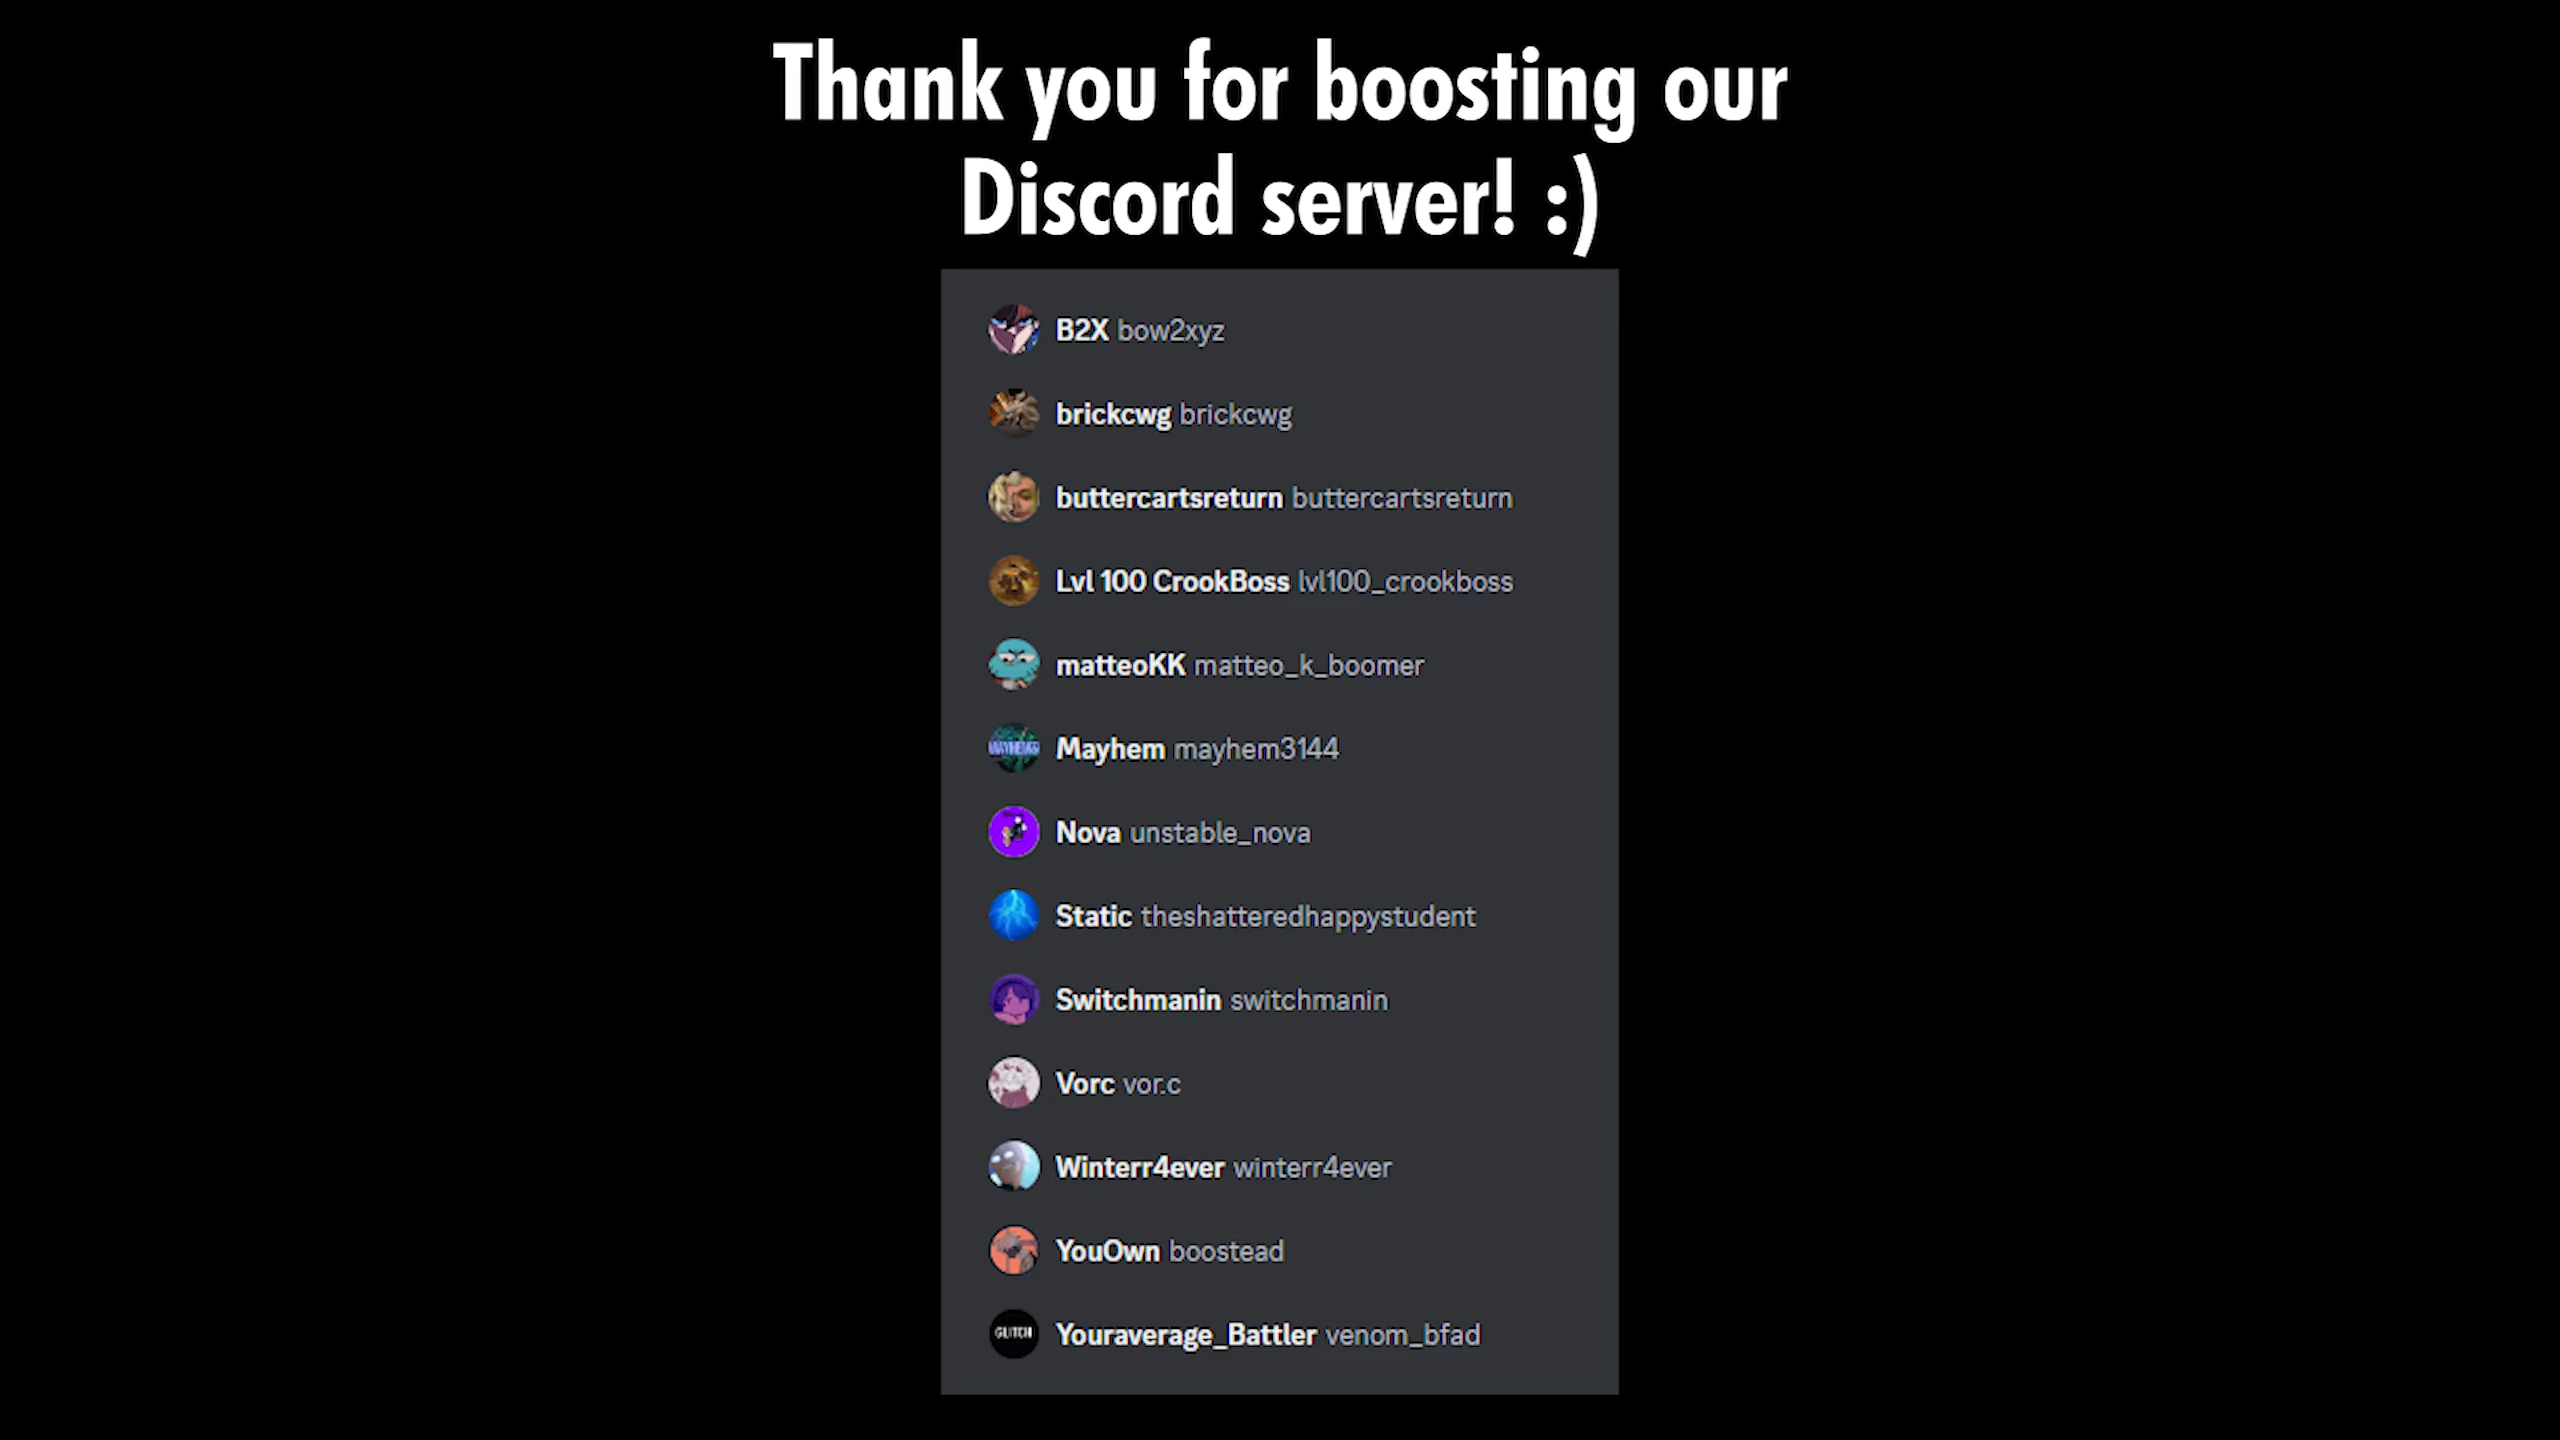 Thank you for boosting our
Discord server! :)
B2X bow2xyz
brickcwg brickcwg
buttercartsreturn buttercartsreturn
Lvl 100 CrookBoss lvl100_crookboss
matteoKK matteo_k_boomer
Mayhem mayhem3144
Nova unstable_nova
Static theshatteredhappystudent
Switchmanin switchmanin
Vorc vor.c
Winterr4ever winterr4ever
YouOwn boostead
GLITCH Youraverage_Battler venom_bfad